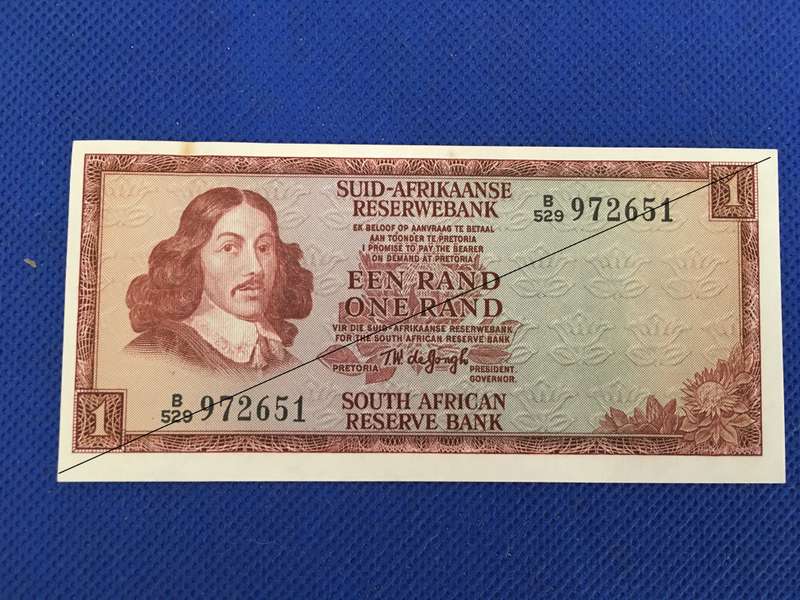 SUID-AFRIKAANSE
RESERWEBANK
B/529 972651
1
EK BELOOF OP AANVRAAG TE BETAAL
AAN TOONDER TE PRETORIA
I PROMISE TO PAY THE BEARER
ON DEMAND AT PRETORIA
EEN RAND
ONE RAND
VIR DIE SUID-AFRIKAANSE RESERWEBANK
FOR THE SOUTH AFRICAN RESERVE BANK
TW de Jongh
PRETORIA PRESIDENT
GOVERNOR.
1
B/529 972651
SOUTH AFRICAN
RESERVE BANK